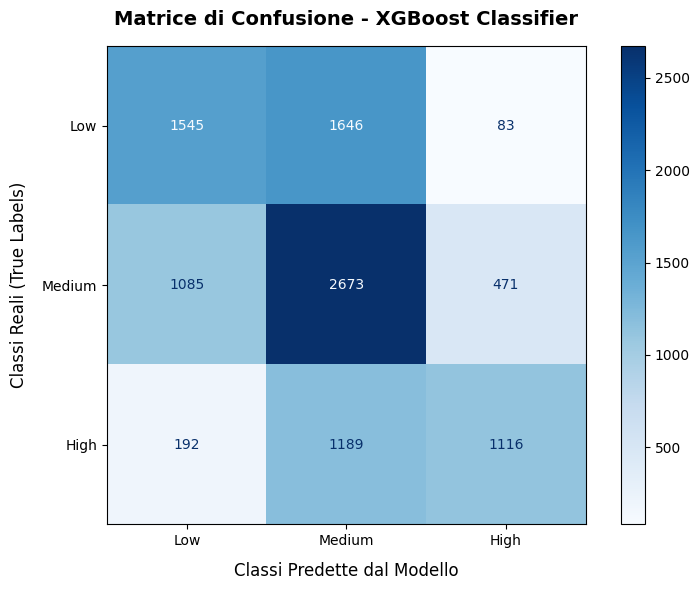 Matrice di Confusione - XGBoost Classifier
Classi Reali (True Labels)
Low
1545
1646
83
Medium
1085
2673
471
High
192
1189
1116
Low
Medium
High
Classi Predette dal Modello
2500
2000
1500
1000
500